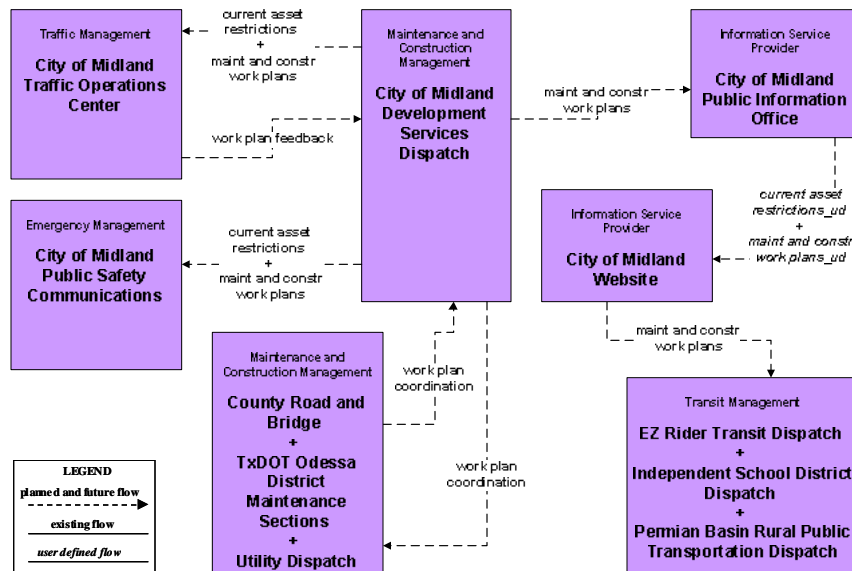 Traffic Management
City of Midland
Traffic Operations
Center
current asset
restrictions
+
maint and constr
work plans
work plan feedback
Maintenance and
Construction
Management
City of Midland
Development
Services
Dispatch
maint and constr
work plans
Information Service
Provider
City of Midland
Public Information
Office
current asset
restrictions_ud
+
maint and constr
work plans_ud
Emergency Management
City of Midland
Public Safety
Communications
current asset
restrictions
+
maint and constr
work plans
Information Service
Provider
City of Midland
Website
maint and constr
work plans
Maintenance and
Construction Management
County Road and
Bridge
+
TxDOT Odessa
District
Maintenance
Sections
+
Utility Dispatch
work plan
coordination
work plan
coordination
Transit Management
EZ Rider Transit Dispatch
+
Independent School District
Dispatch
+
Permian Basin Rural Public
Transportation Dispatch
LEGEND
planned and future flow
existing flow
user defined flow